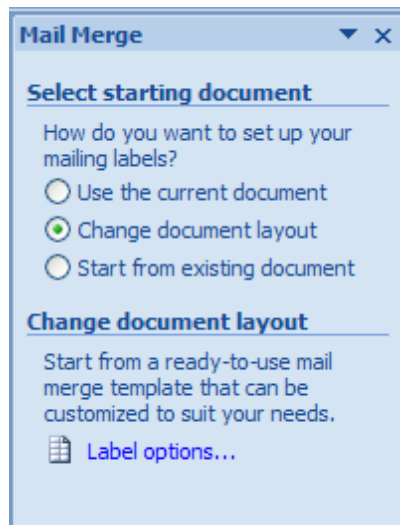 Mail Merge
Select starting document
How do you want to set up your
mailing labels?
Use the current document
Change document layout
Start from existing document
Change document layout
Start from a ready-to-use mail
merge template that can be
customized to suit your needs.
Label options...